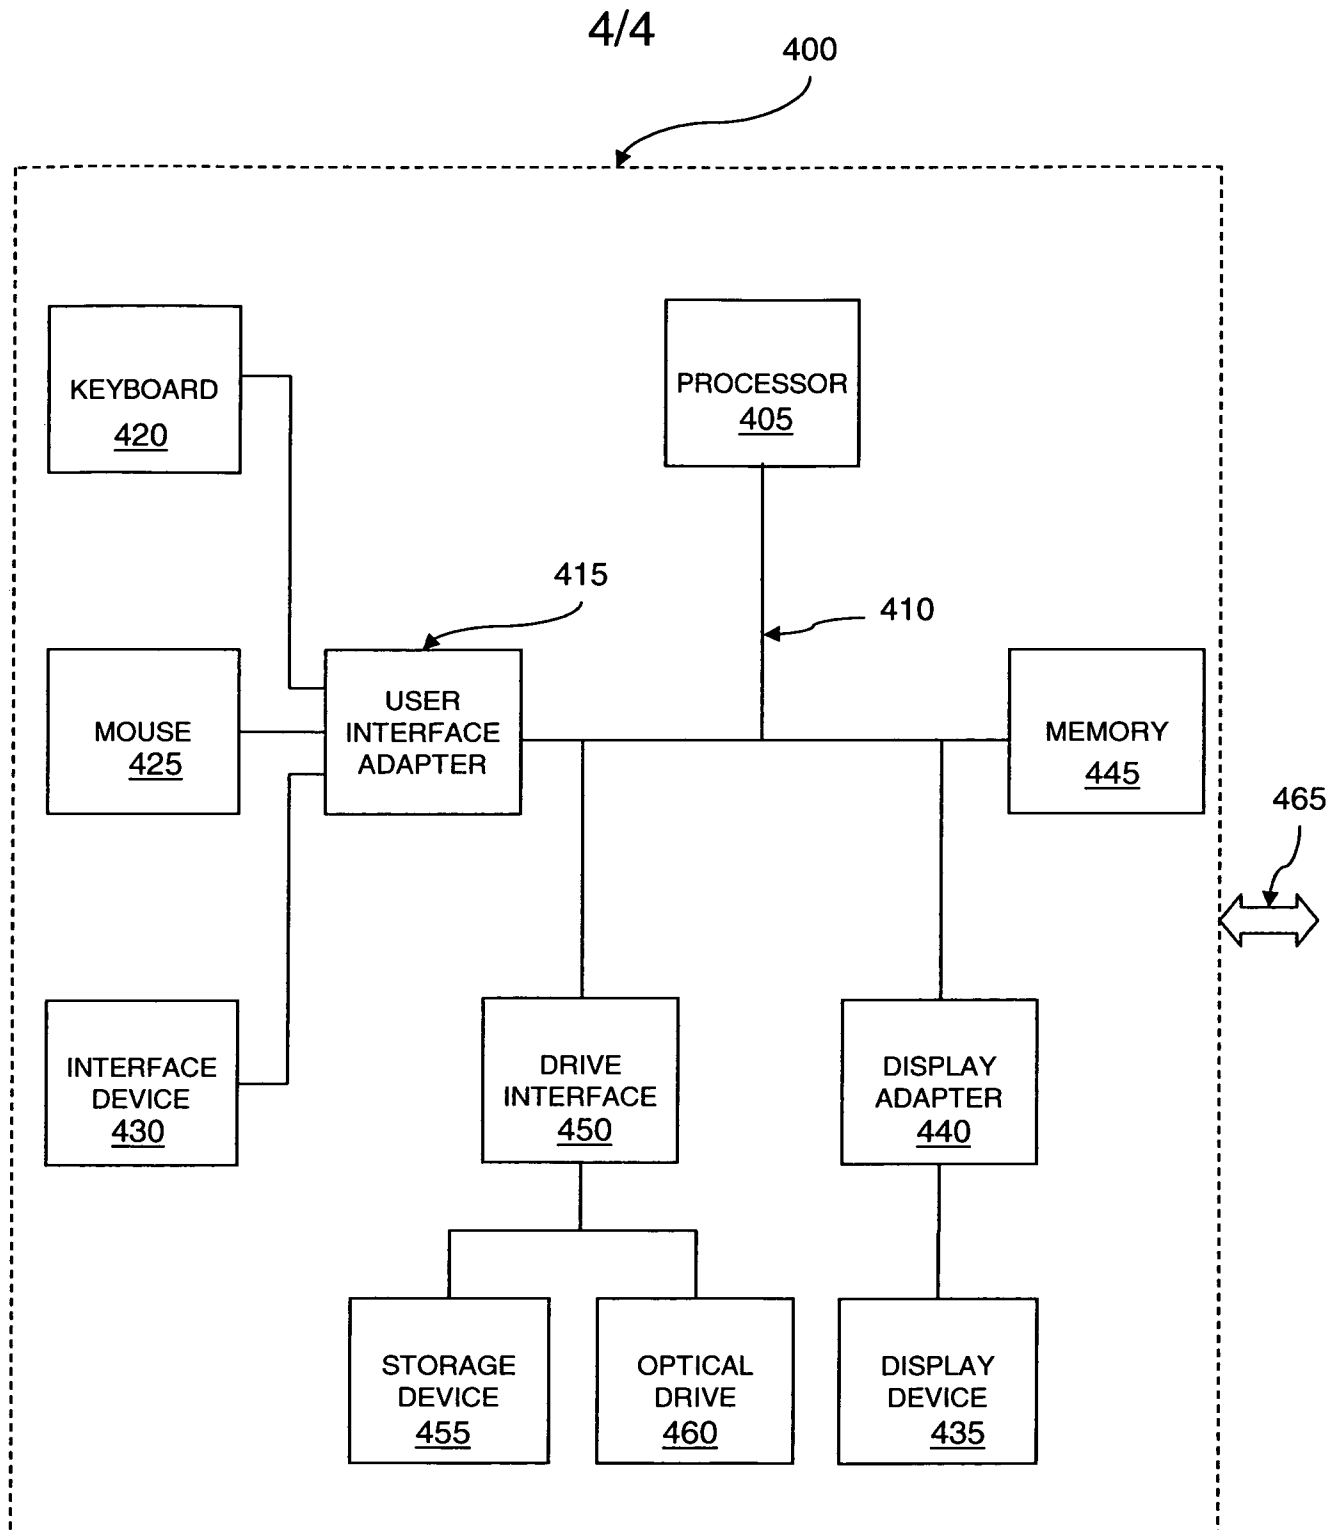 4/4
400
KEYBOARD
420
PROCESSOR
405
415
410
USER
INTERFACE
ADAPTER
MOUSE
425
MEMORY
445
465
INTERFACE
DEVICE
430
DRIVE
INTERFACE
450
DISPLAY
ADAPTER
440
STORAGE
DEVICE
455
OPTICAL
DRIVE
460
DISPLAY
DEVICE
435